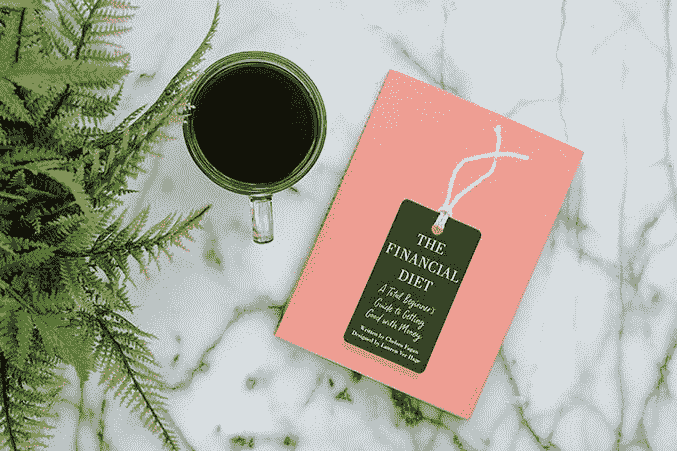 THE
FINANCIAL
DIET
A Total Beginner's
Guide to Getting
Good with Money
Written by Chelsea Fagan
Designed by Lauren Ver Hage